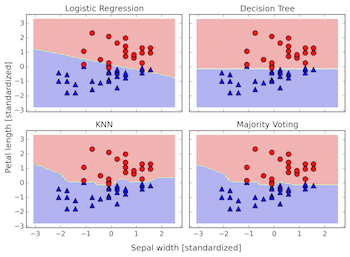 Logistic Regression
Decision Tree
3
2
1
0
−1
−2
−3
KNN
Majority Voting
3
2
1
0
−1
−2
−3
−3 −2 −1 0 1 2
−3 −2 −1 0 1 2
Petal length [standardized]
Sepal width [standardized]